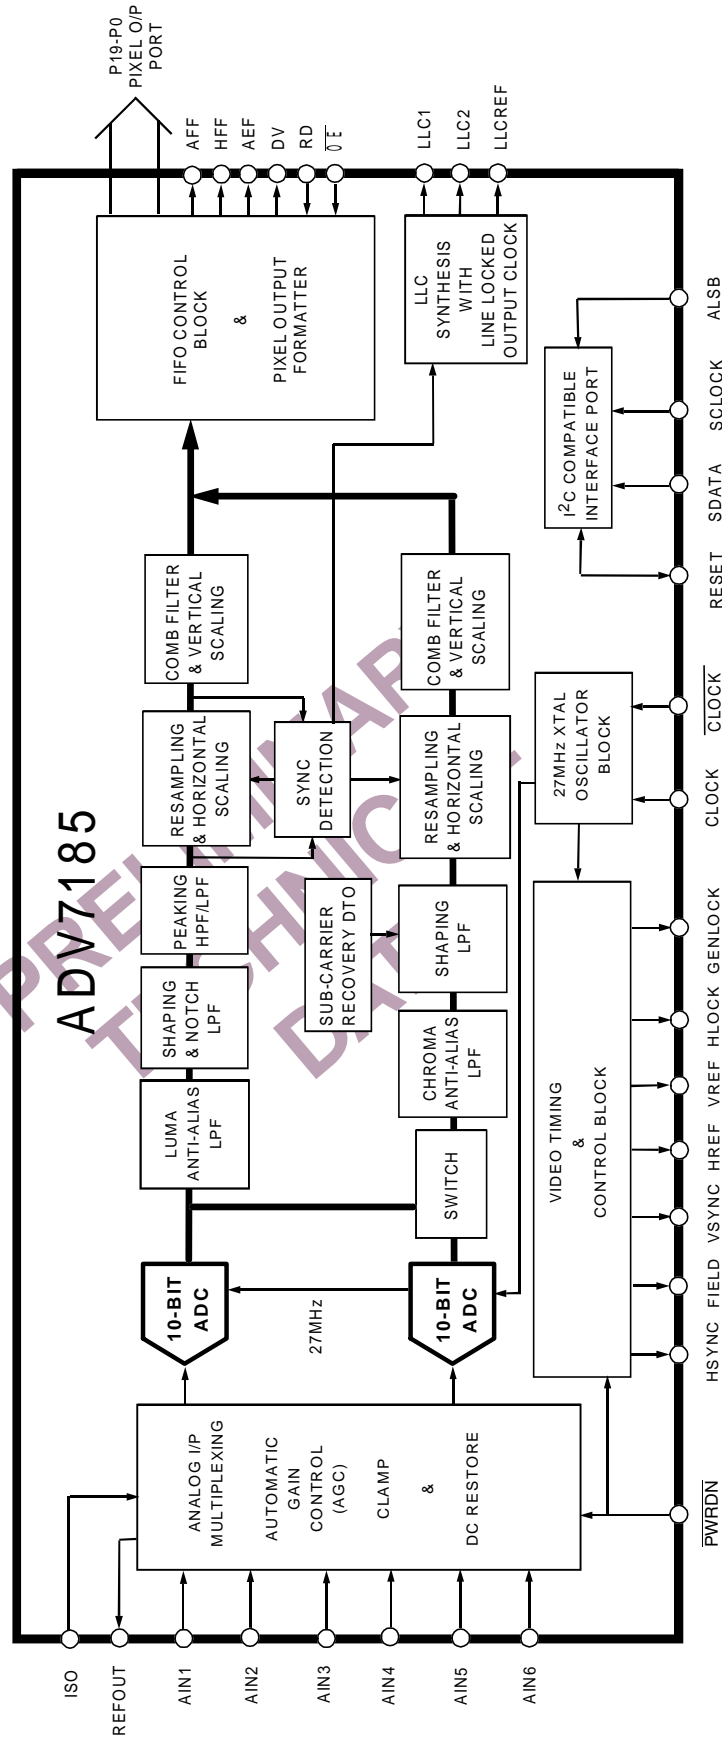 ADV7185
PRELIMINARY
TECHNICAL
DATA
ISO
REFOUT
AIN1
AIN2
AIN3
AIN4
AIN5
AIN6
ANALOG I/P
MULTIPLEXING
AUTOMATIC
GAIN
CONTROL
(AGC)
CLAMP
&
DC RESTORE
10-BIT
ADC
27MHz
10-BIT
ADC
LUMA
ANTI-ALIAS
LPF
SHAPING
& NOTCH
LPF
PEAKING
HPF/LPF
RESAMPLING
& HORIZONTAL
SCALING
COMB FILTER
& VERTICAL
SCALING
SWITCH
CHROMA
ANTI-ALIAS
LPF
SUB-CARRIER
RECOVERY DTO
SHAPING
LPF
SYNC
DETECTION
RESAMPLING
& HORIZONTAL
SCALING
COMB FILTER
& VERTICAL
SCALING
FIFO CONTROL
BLOCK
&
PIXEL OUTPUT
FORMATTER
P19-P0
PIXEL O/P
PORT
AFF
HFF
AEF
DV
RD
OE
LLC
SYNTHESIS
WITH
LINE LOCKED
OUTPUT CLOCK
LLC1
LLC2
LLCREF
VIDEO TIMING
&
CONTROL BLOCK
27MHz XTAL
OSCILLATOR
BLOCK
I2C COMPATIBLE
INTERFACE PORT
PWRDN
HSYNC
FIELD
VSYNC
HREF
VREF
HLOCK
GENLOCK
CLOCK
CLOCK
RESET
SDATA
SCLOCK
ALSB